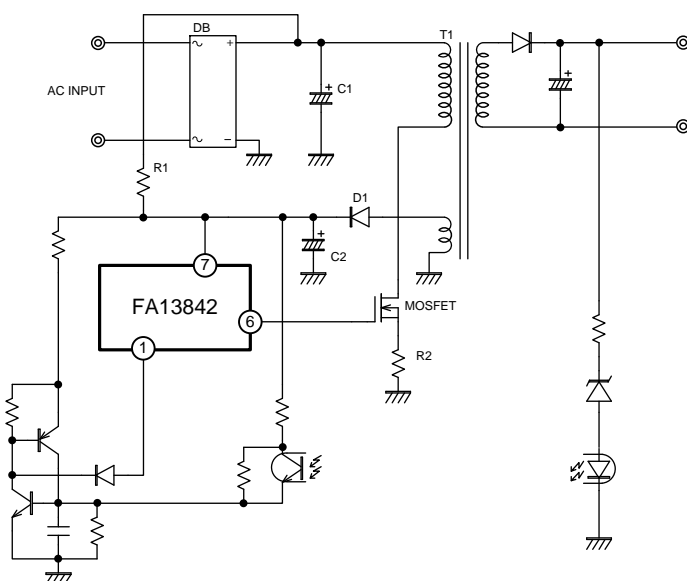 DB
T1
~
+
+
C1
+
AC INPUT
~
−
R1
D1
+
C2
7
FA13842
6
MOSFET
1
R2